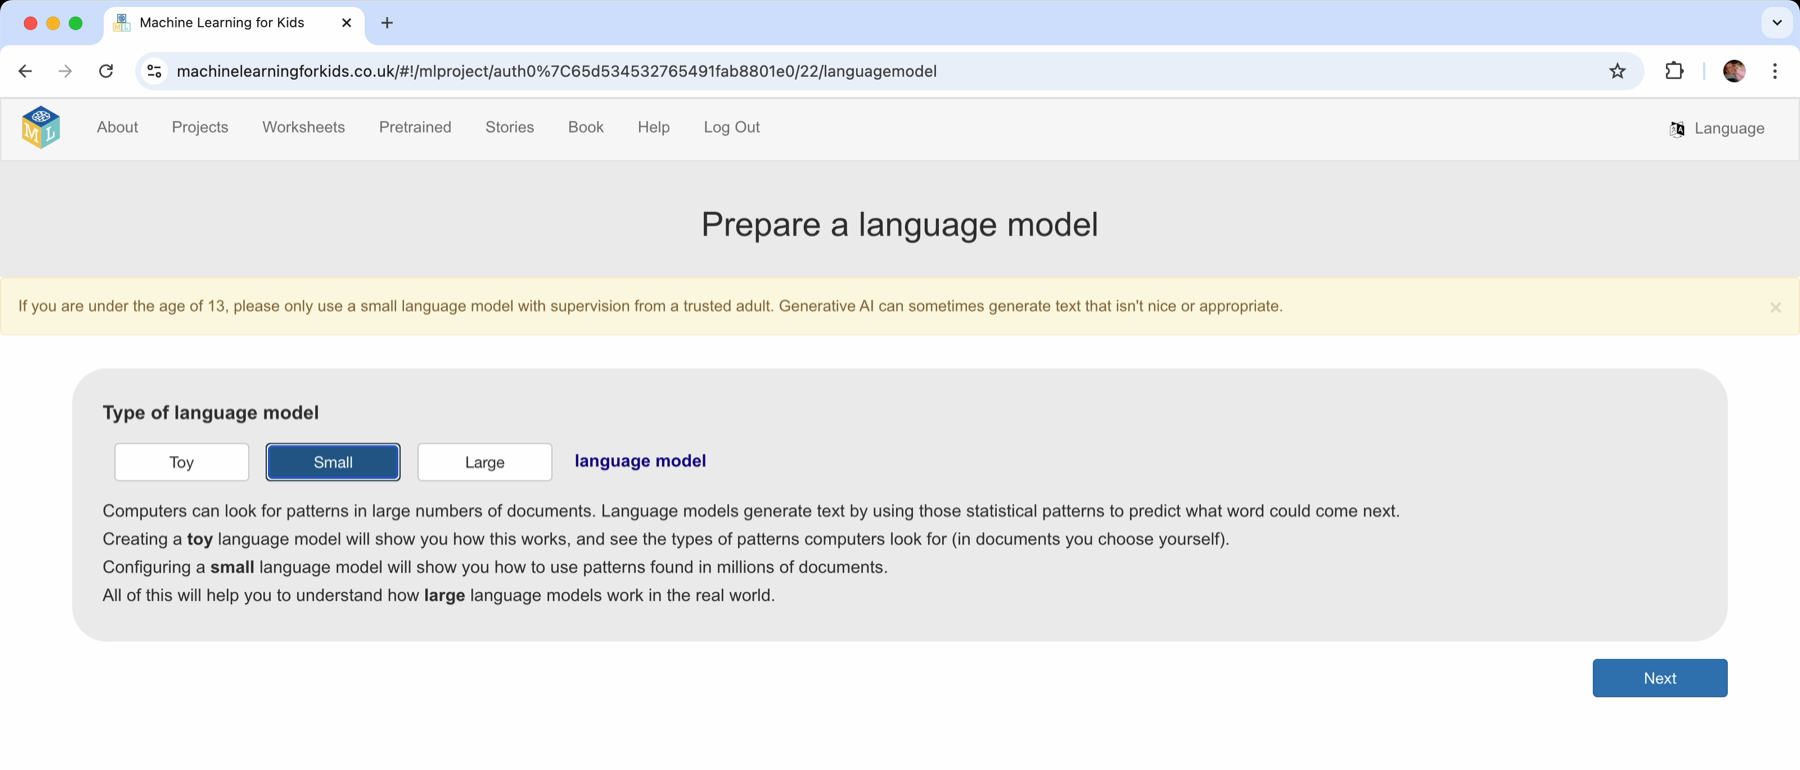 Machine Learning for Kids
machinelearningforkids.co.uk/#!/mlproject/auth0%7C65d534532765491fab8801e0/22/languagemodel
ML
About Projects Worksheets Pretrained Stories Book Help Log Out Language
Prepare a language model
If you are under the age of 13, please only use a small language model with supervision from a trusted adult. Generative AI can sometimes generate text that isn't nice or appropriate.
Type of language model
Toy Small Large language model
Computers can look for patterns in large numbers of documents. Language models generate text by using those statistical patterns to predict what word could come next.
Creating a toy language model will show you how this works, and see the types of patterns computers look for (in documents you choose yourself).
Configuring a small language model will show you how to use patterns found in millions of documents.
All of this will help you to understand how large language models work in the real world.
Next